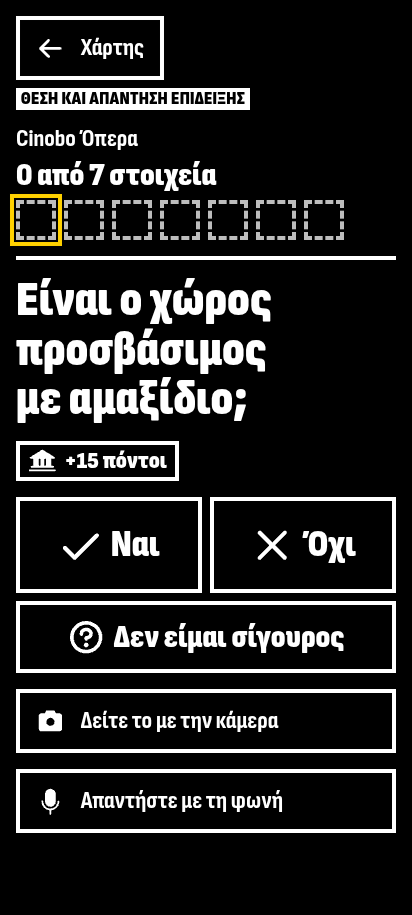 Χάρτης
ΘΕΣΗ ΚΑΙ ΑΠΑΝΤΗΣΗ ΕΠΙΔΕΙΞΗΣ
Cinobo Όπερα
0 από 7 στοιχεία
Είναι ο χώρος
προσβάσιμος
με αμαξίδιο;
+15 πόντοι
Ναι
Όχι
Δεν είμαι σίγουρος
Δείτε το με την κάμερα
Απαντήστε με τη φωνή